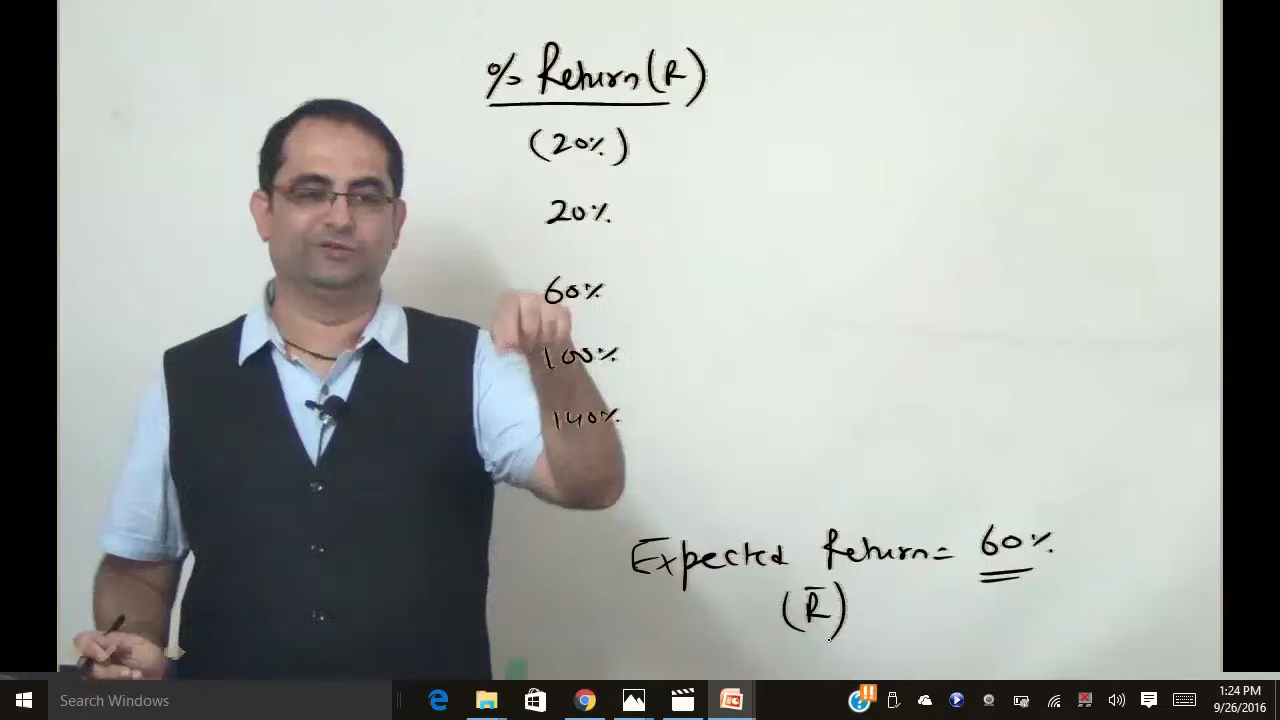 % Return (R)
(20%)
20%
60%
100%
140%
Expected Return = 60%
(R̅)
Search Windows
1:24 PM
9/26/2016